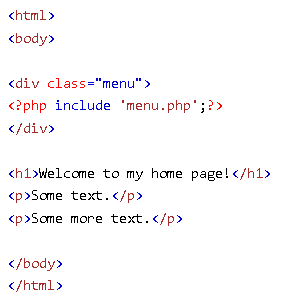 <html>
<body>

<div class="menu">
<?php include 'menu.php';?>
</div>

<h1>Welcome to my home page!</h1>
<p>Some text.</p>
<p>Some more text.</p>

</body>
</html>